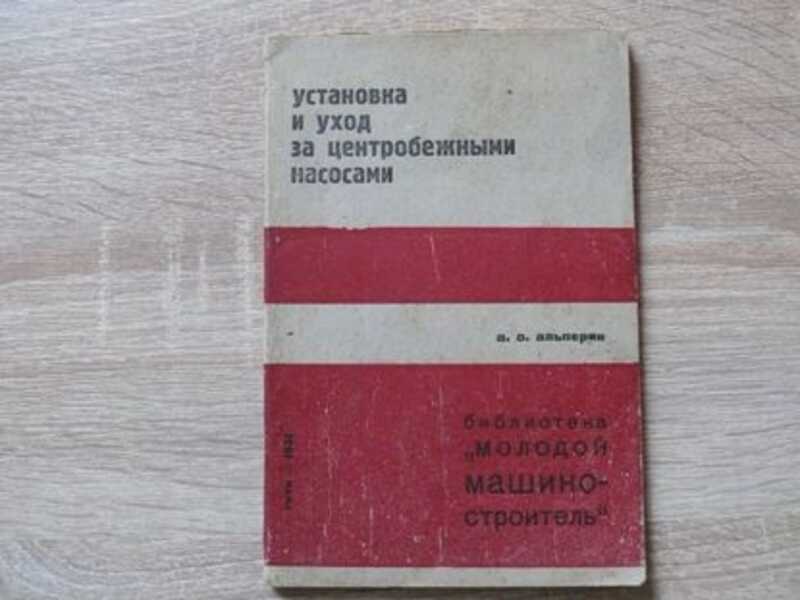 установка
и уход
за центробежными
насосами
а. о. альперин
библиотека
„молодой
машино-
строитель“